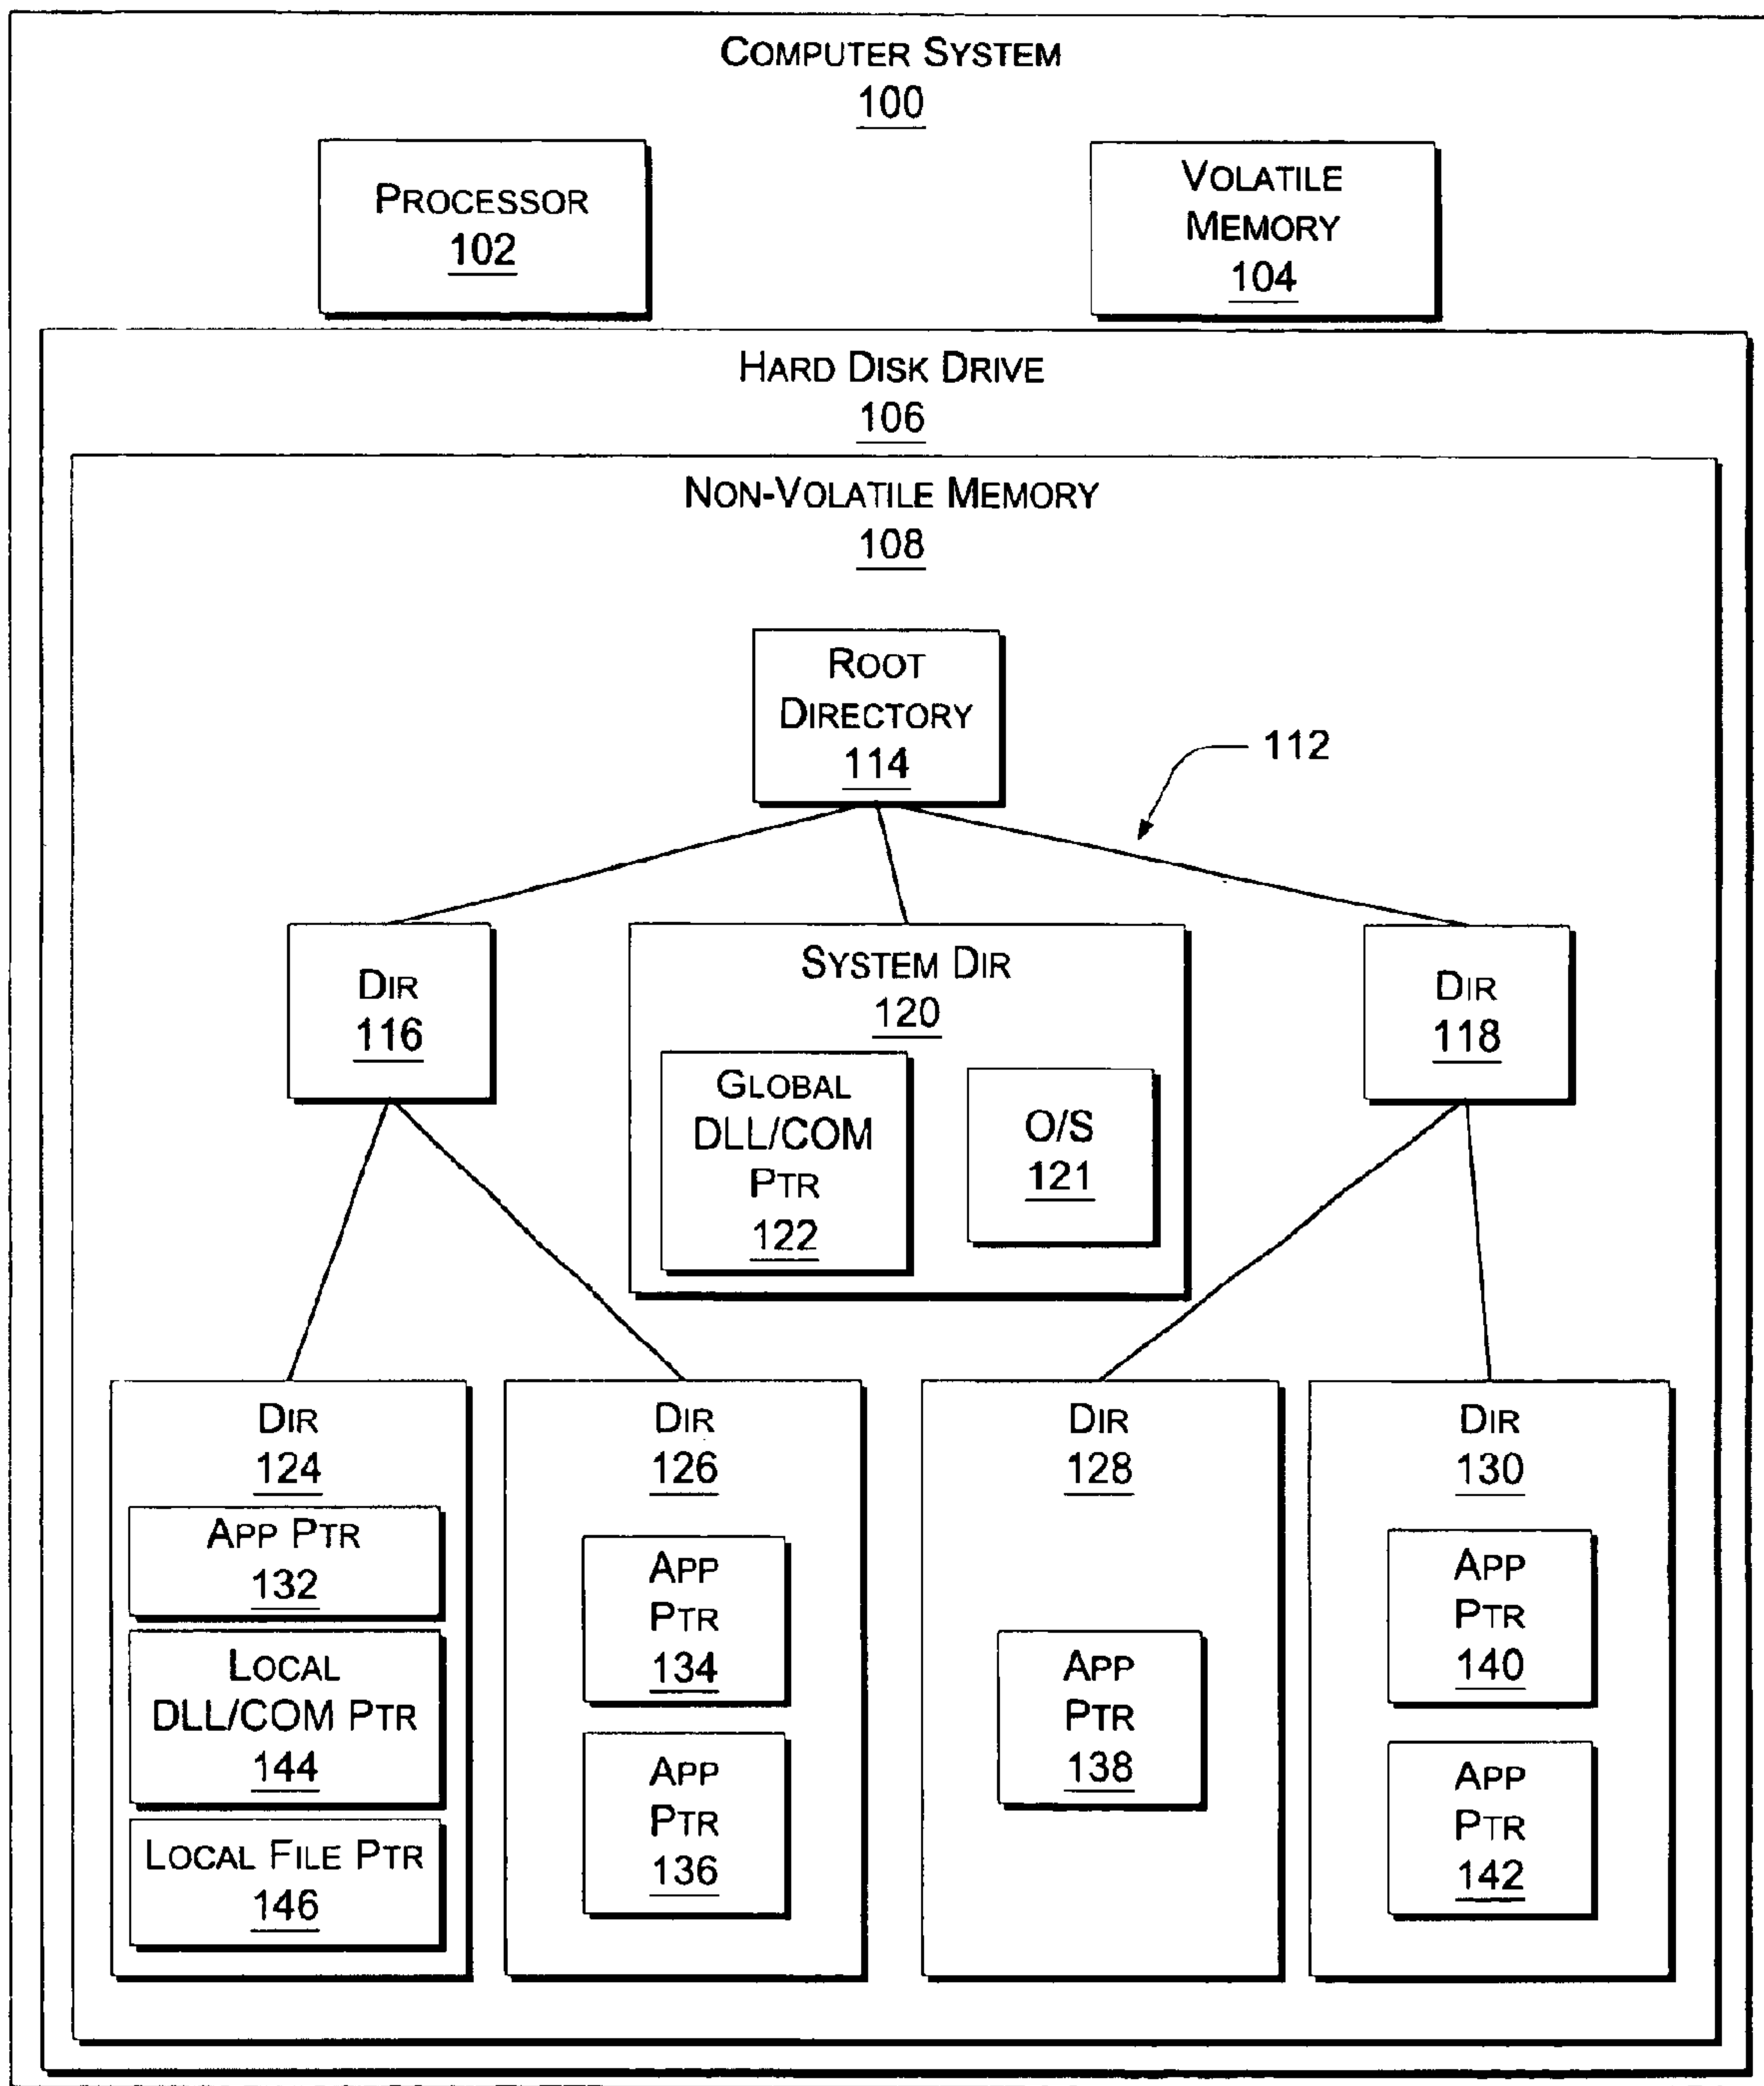 COMPUTER SYSTEM
100
PROCESSOR
102
VOLATILE
MEMORY
104
HARD DISK DRIVE
106
NON-VOLATILE MEMORY
108
ROOT
DIRECTORY
114
112
DIR
116
SYSTEM DIR
120
GLOBAL
DLL/COM
PTR
122
O/S
121
DIR
118
DIR
124
APP PTR
132
LOCAL
DLL/COM PTR
144
LOCAL FILE PTR
146
DIR
126
APP
PTR
134
APP
PTR
136
DIR
128
APP
PTR
138
DIR
130
APP
PTR
140
APP
PTR
142